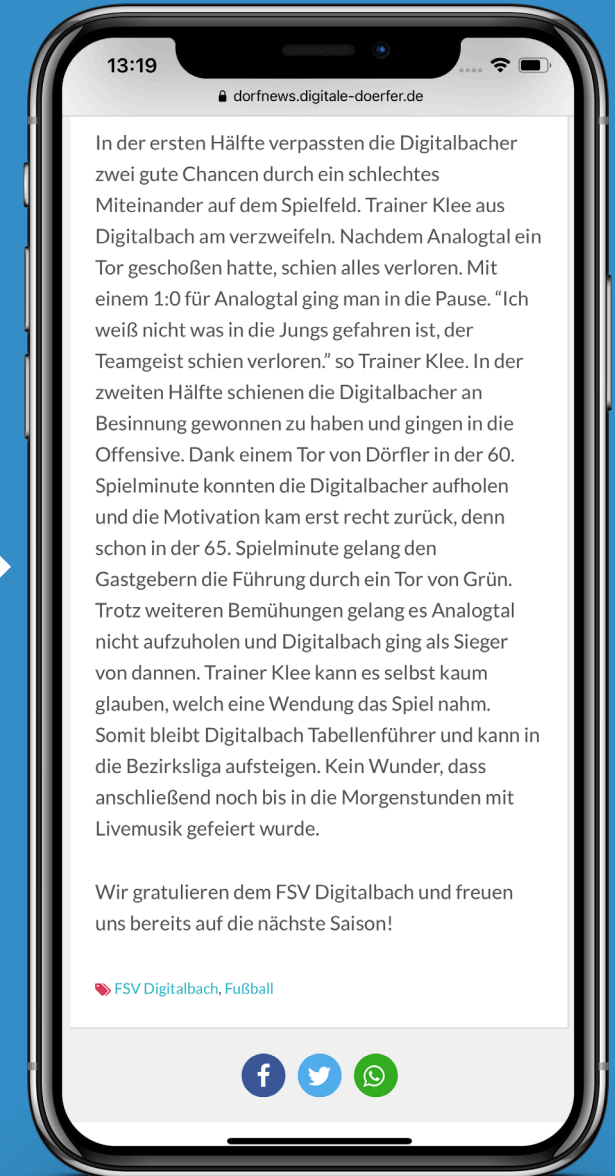 13:19
dorfnews.digitale-doerfer.de
In der ersten Hälfte verpassten die Digitalbacher
zwei gute Chancen durch ein schlechtes
Miteinander auf dem Spielfeld. Trainer Klee aus
Digitalbach am verzweifeln. Nachdem Analogtal ein
Tor geschoßen hatte, schien alles verloren. Mit
einem 1:0 für Analogtal ging man in die Pause. “Ich
weiß nicht was in die Jungs gefahren ist, der
Teamgeist schien verloren.” so Trainer Klee. In der
zweiten Hälfte schienen die Digitalbacher an
Besinnung gewonnen zu haben und gingen in die
Offensive. Dank einem Tor von Dörfler in der 60.
Spielminute konnten die Digitalbacher aufholen
und die Motivation kam erst recht zurück, denn
schon in der 65. Spielminute gelang den
Gastgebern die Führung durch ein Tor von Grün.
Trotz weiteren Bemühungen gelang es Analogtal
nicht aufzuholen und Digitalbach ging als Sieger
von dannen. Trainer Klee kann es selbst kaum
glauben, welch eine Wendung das Spiel nahm.
Somit bleibt Digitalbach Tabellenführer und kann in
die Bezirksliga aufsteigen. Kein Wunder, dass
anschließend noch bis in die Morgenstunden mit
Livemusik gefeiert wurde.
Wir gratulieren dem FSV Digitalbach und freuen
uns bereits auf die nächste Saison!
FSV Digitalbach, Fußball